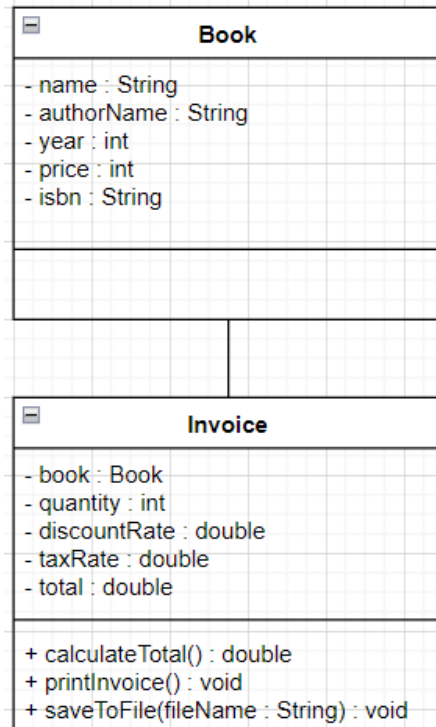 Book
- name : String
- authorName : String
- year : int
- price : int
- isbn : String
Invoice
- book : Book
- quantity : int
- discountRate : double
- taxRate : double
- total : double
+ calculateTotal() : double
+ printInvoice() : void
+ saveToFile(fileName : String) : void